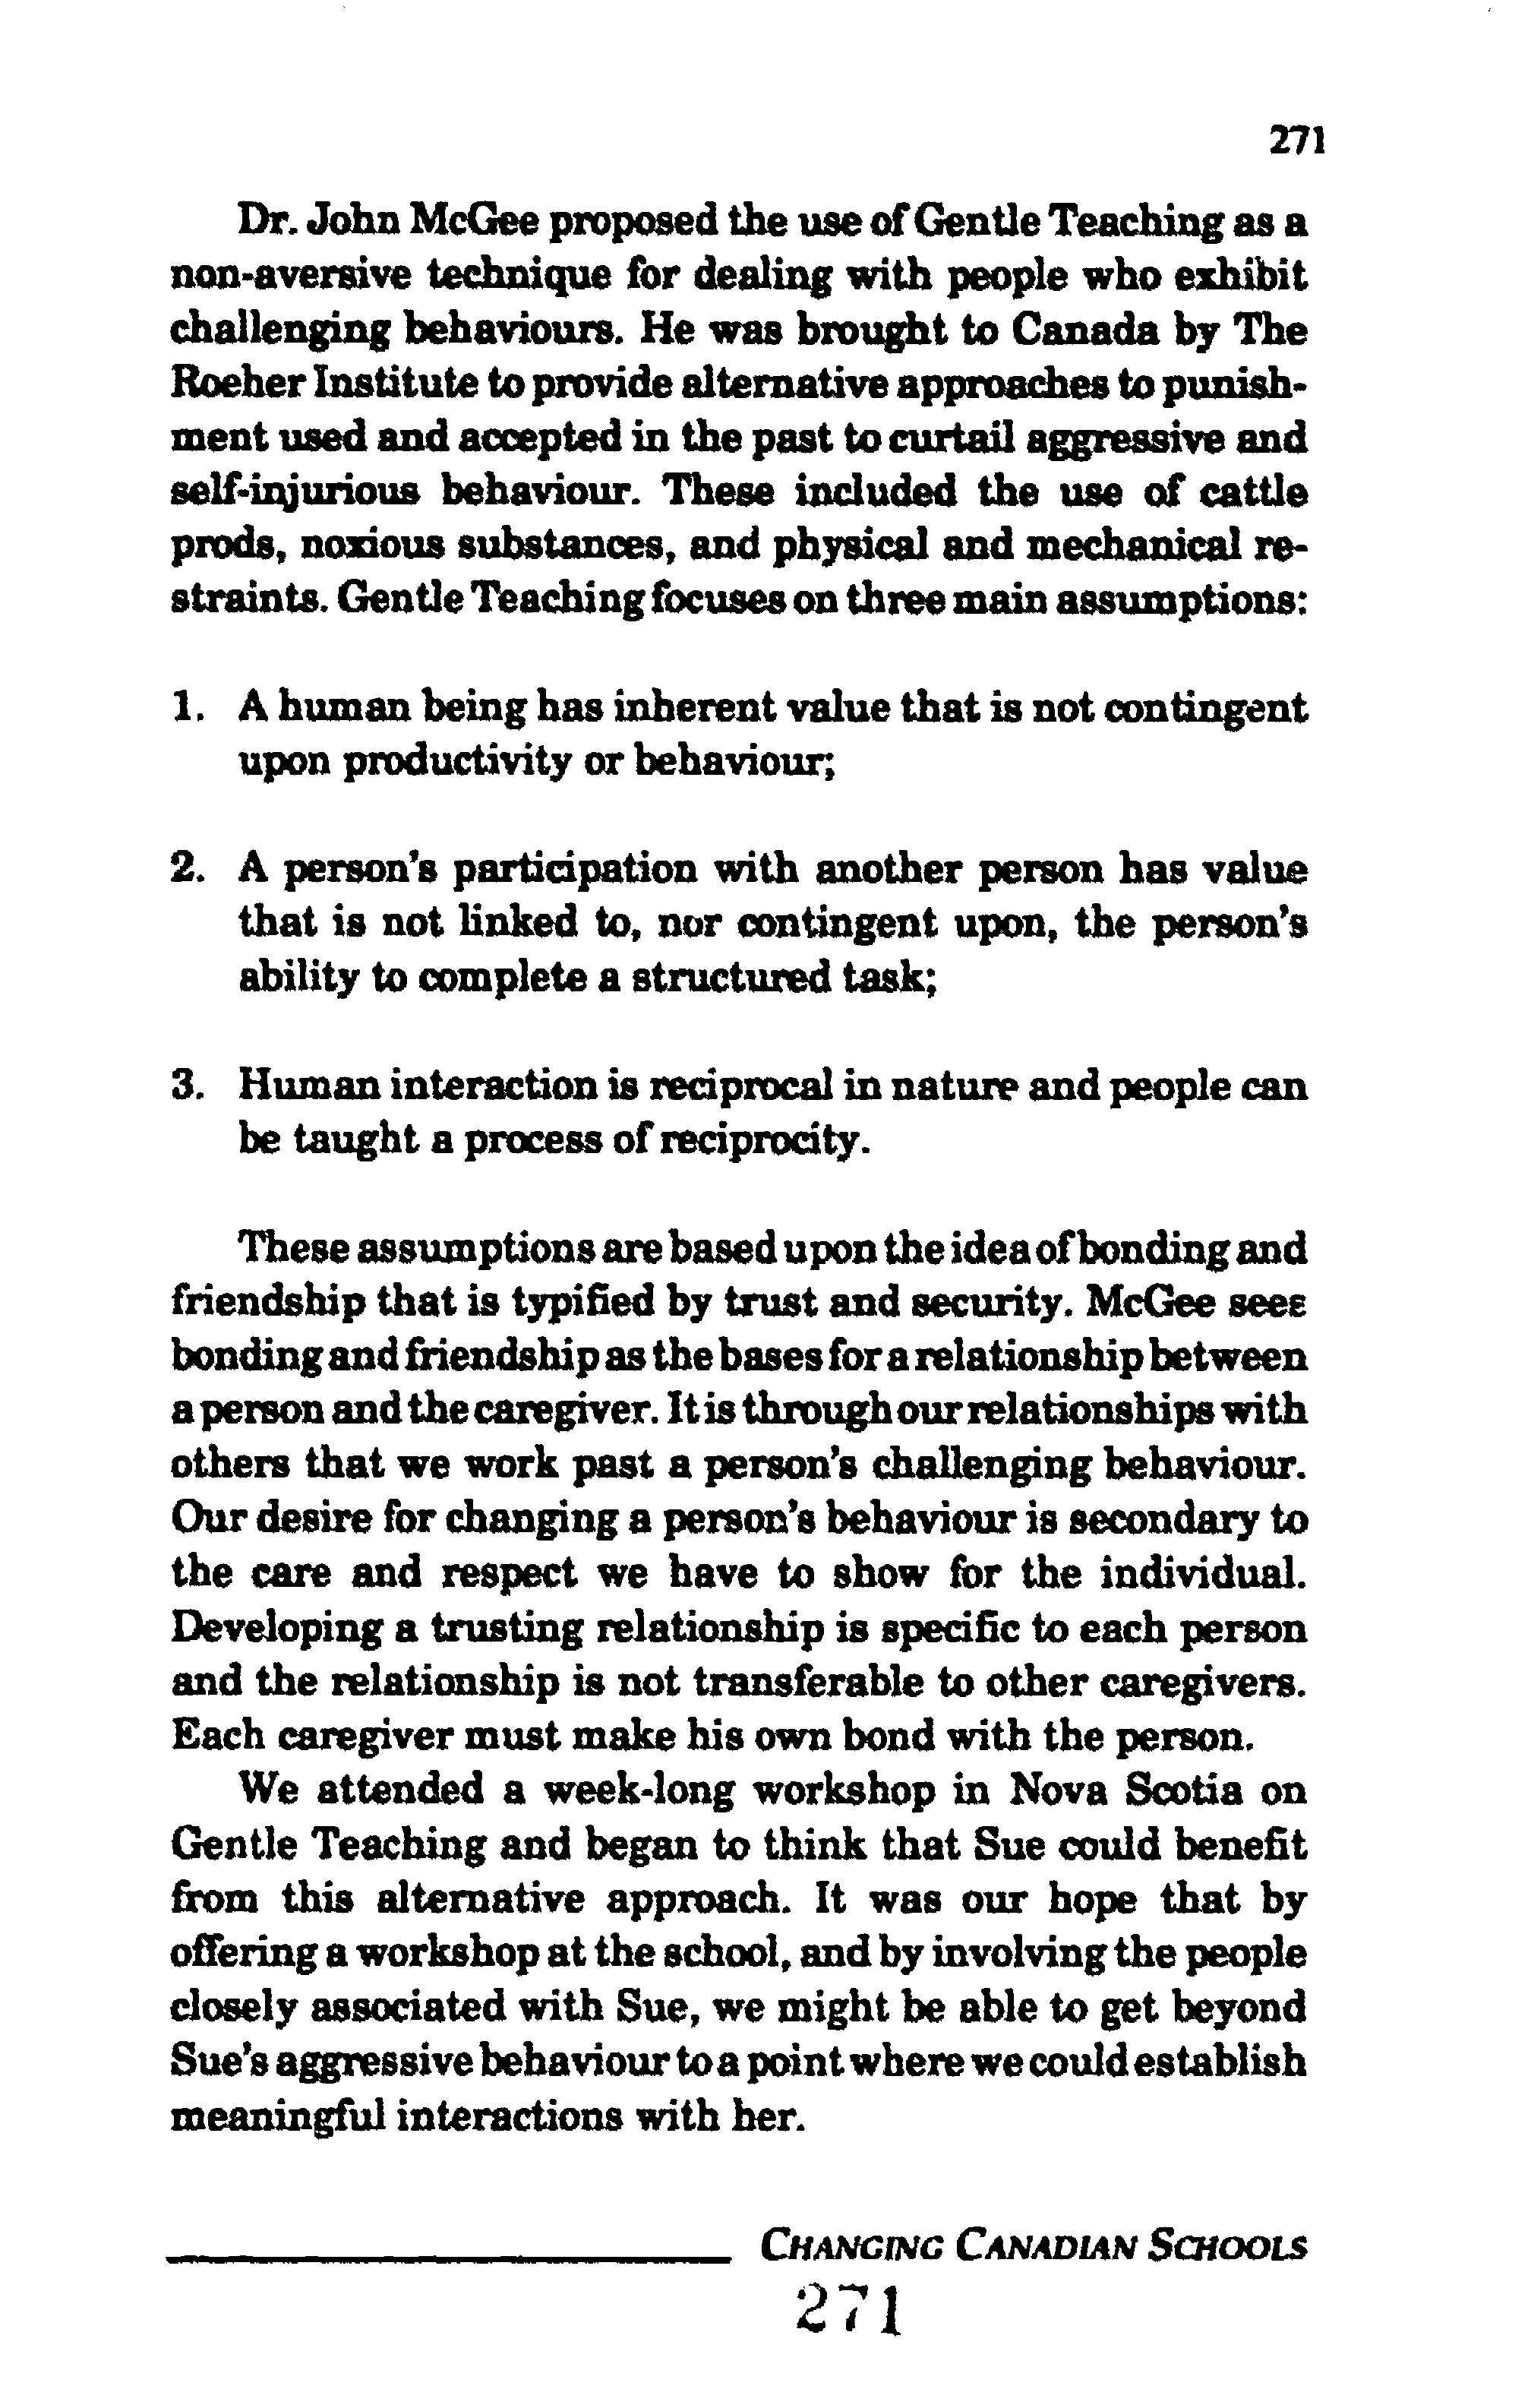 271
Dr. John McGee proposed the use of Gentle Teaching as a
non-aversive technique for dealing with people who exhibit
challenging behaviours. He was brought to Canada by The
Roeher Institute to provide alternative approaches to punish-
ment used and accepted in the past to curtail aggressive and
self-injurious behaviour. These included the use of cattle
prods, noxious substances, and physical and mechanical re-
straints. Gentle Teaching focuses on three main assumptions:
1. A human being has inherent value that is not contingent
upon productivity or behaviour;
2. A person's participation with another person has value
that is not linked to, nor contingent upon, the person's
ability to complete a structured task;
3. Human interaction is reciprocal in nature and people can
be taught a process of reciprocity.
These assumptions are based upon the idea of bonding and
friendship that is typified by trust and security. McGee sees
bonding and friendship as the bases for a relationship between
a person and the caregiver. It is through our relationships with
others that we work past a person's challenging behaviour.
Our desire for changing a person's behaviour is secondary to
the care and respect we have to show for the individual.
Developing a trusting relationship is specific to each person
and the relationship is not transferable to other caregivers.
Each caregiver must make his own bond with the person.
We attended a week-long workshop in Nova Scotia on
Gentle Teaching and began to think that Sue could benefit
from this alternative approach. It was our hope that by
offering a workshop at the school, and by involving the people
closely associated with Sue, we might be able to get beyond
Sue's aggressive behaviour to a point where we could establish
meaningful interactions with her.
CHANGING CANADIAN SCHOOLS
271